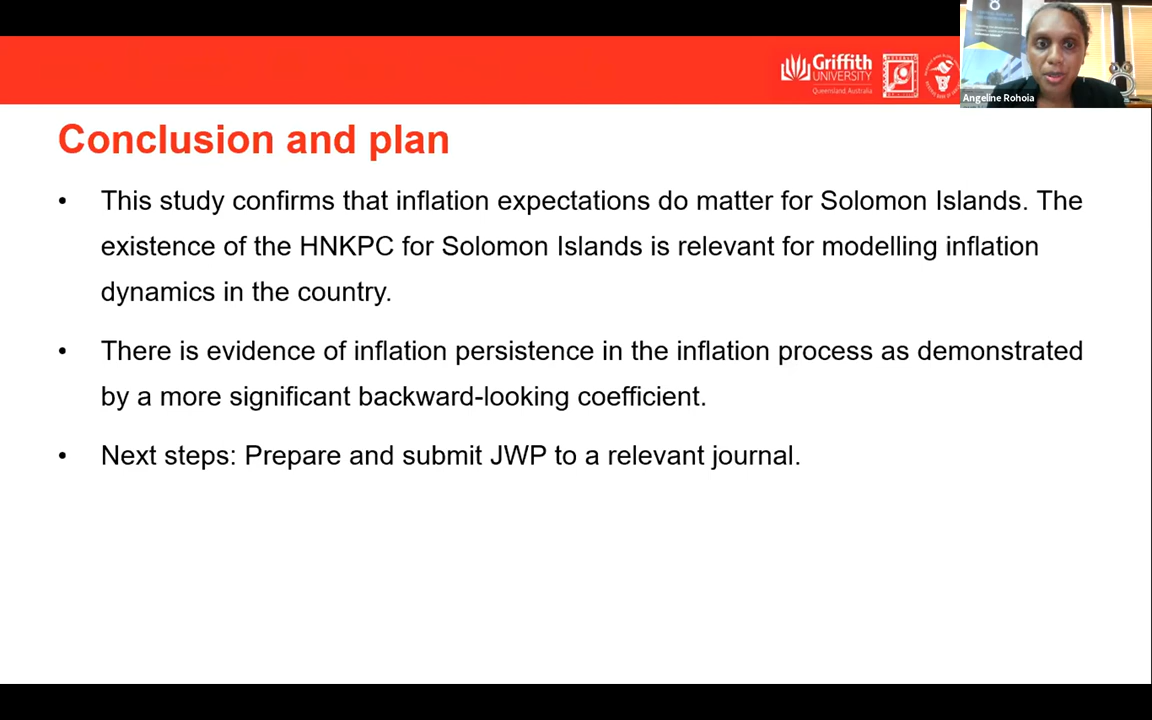 Griffith
UNIVERSITY
Queensland, Australia
Angeline Rohoia
Conclusion and plan
• This study confirms that inflation expectations do matter for Solomon Islands. The
existence of the HNKPC for Solomon Islands is relevant for modelling inflation
dynamics in the country.
• There is evidence of inflation persistence in the inflation process as demonstrated
by a more significant backward-looking coefficient.
• Next steps: Prepare and submit JWP to a relevant journal.